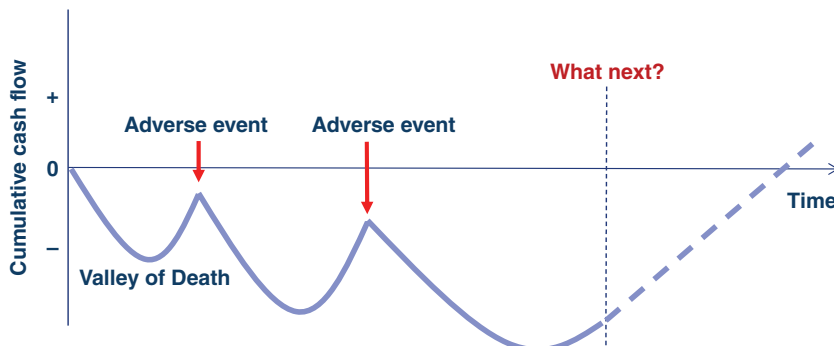 What next?
+
Adverse event
Adverse event
0
Time
Cumulative cash flow
–
Valley of Death